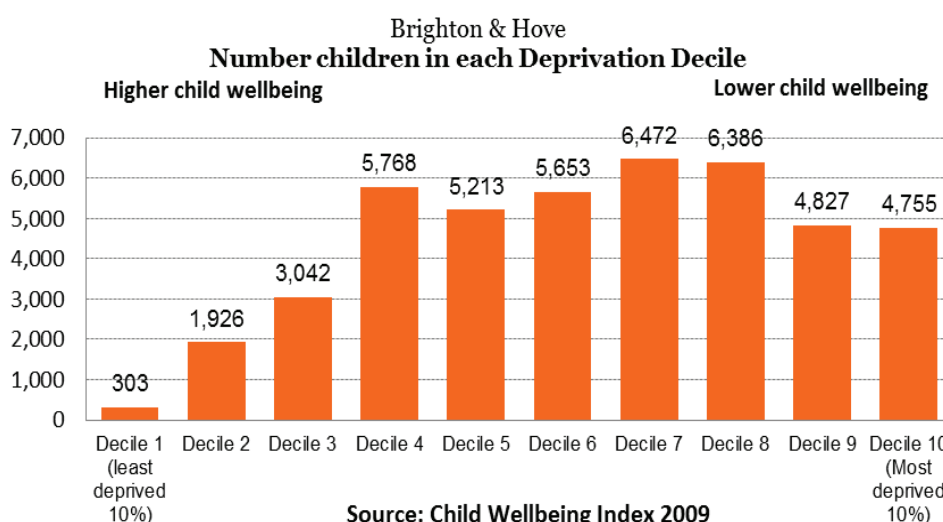 Brighton & Hove
Number children in each Deprivation Decile
Higher child wellbeing
Lower child wellbeing
7,000
6,000
5,000
4,000
3,000
2,000
1,000
0
303
1,926
3,042
5,768
5,213
5,653
6,472
6,386
4,827
4,755
Decile 1
(least
deprived
10%)
Decile 2
Decile 3
Decile 4
Decile 5
Decile 6
Decile 7
Decile 8
Decile 9
Decile 10
(Most
deprived
10%)
Source: Child Wellbeing Index 2009